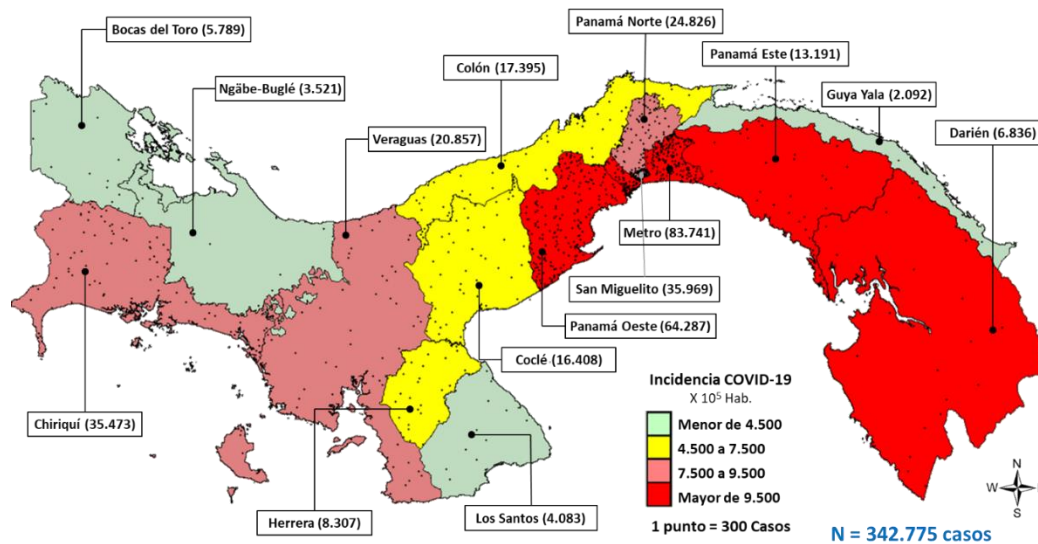 Bocas del Toro (5.789)
Ngäbe-Buglé (3.521)
Veraguas (20.857)
Colón (17.395)
Panamá Norte (24.826)
Panamá Este (13.191)
Guya Yala (2.092)
Darién (6.836)
Metro (83.741)
San Miguelito (35.969)
Panamá Oeste (64.287)
Coclé (16.408)
Chiriquí (35.473)
Herrera (8.307)
Los Santos (4.083)
Incidencia COVID-19
X 10⁵ Hab.
Menor de 4.500
4.500 a 7.500
7.500 a 9.500
Mayor de 9.500
1 punto = 300 Casos
N
W
S
N = 342.775 casos